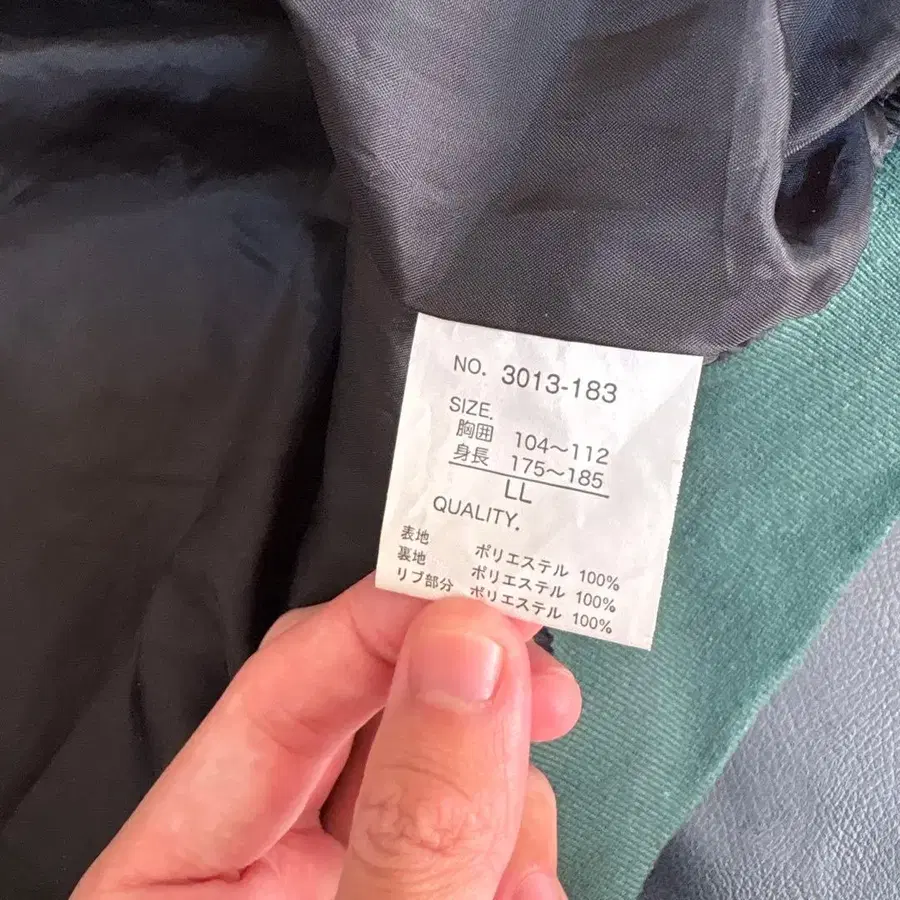 NO. 3013-183
SIZE.
胸囲 104～112
身長 175～185
LL
QUALITY.
表地 ポリエステル 100%
裏地 ポリエステル 100%
リブ部分 ポリエステル 100%